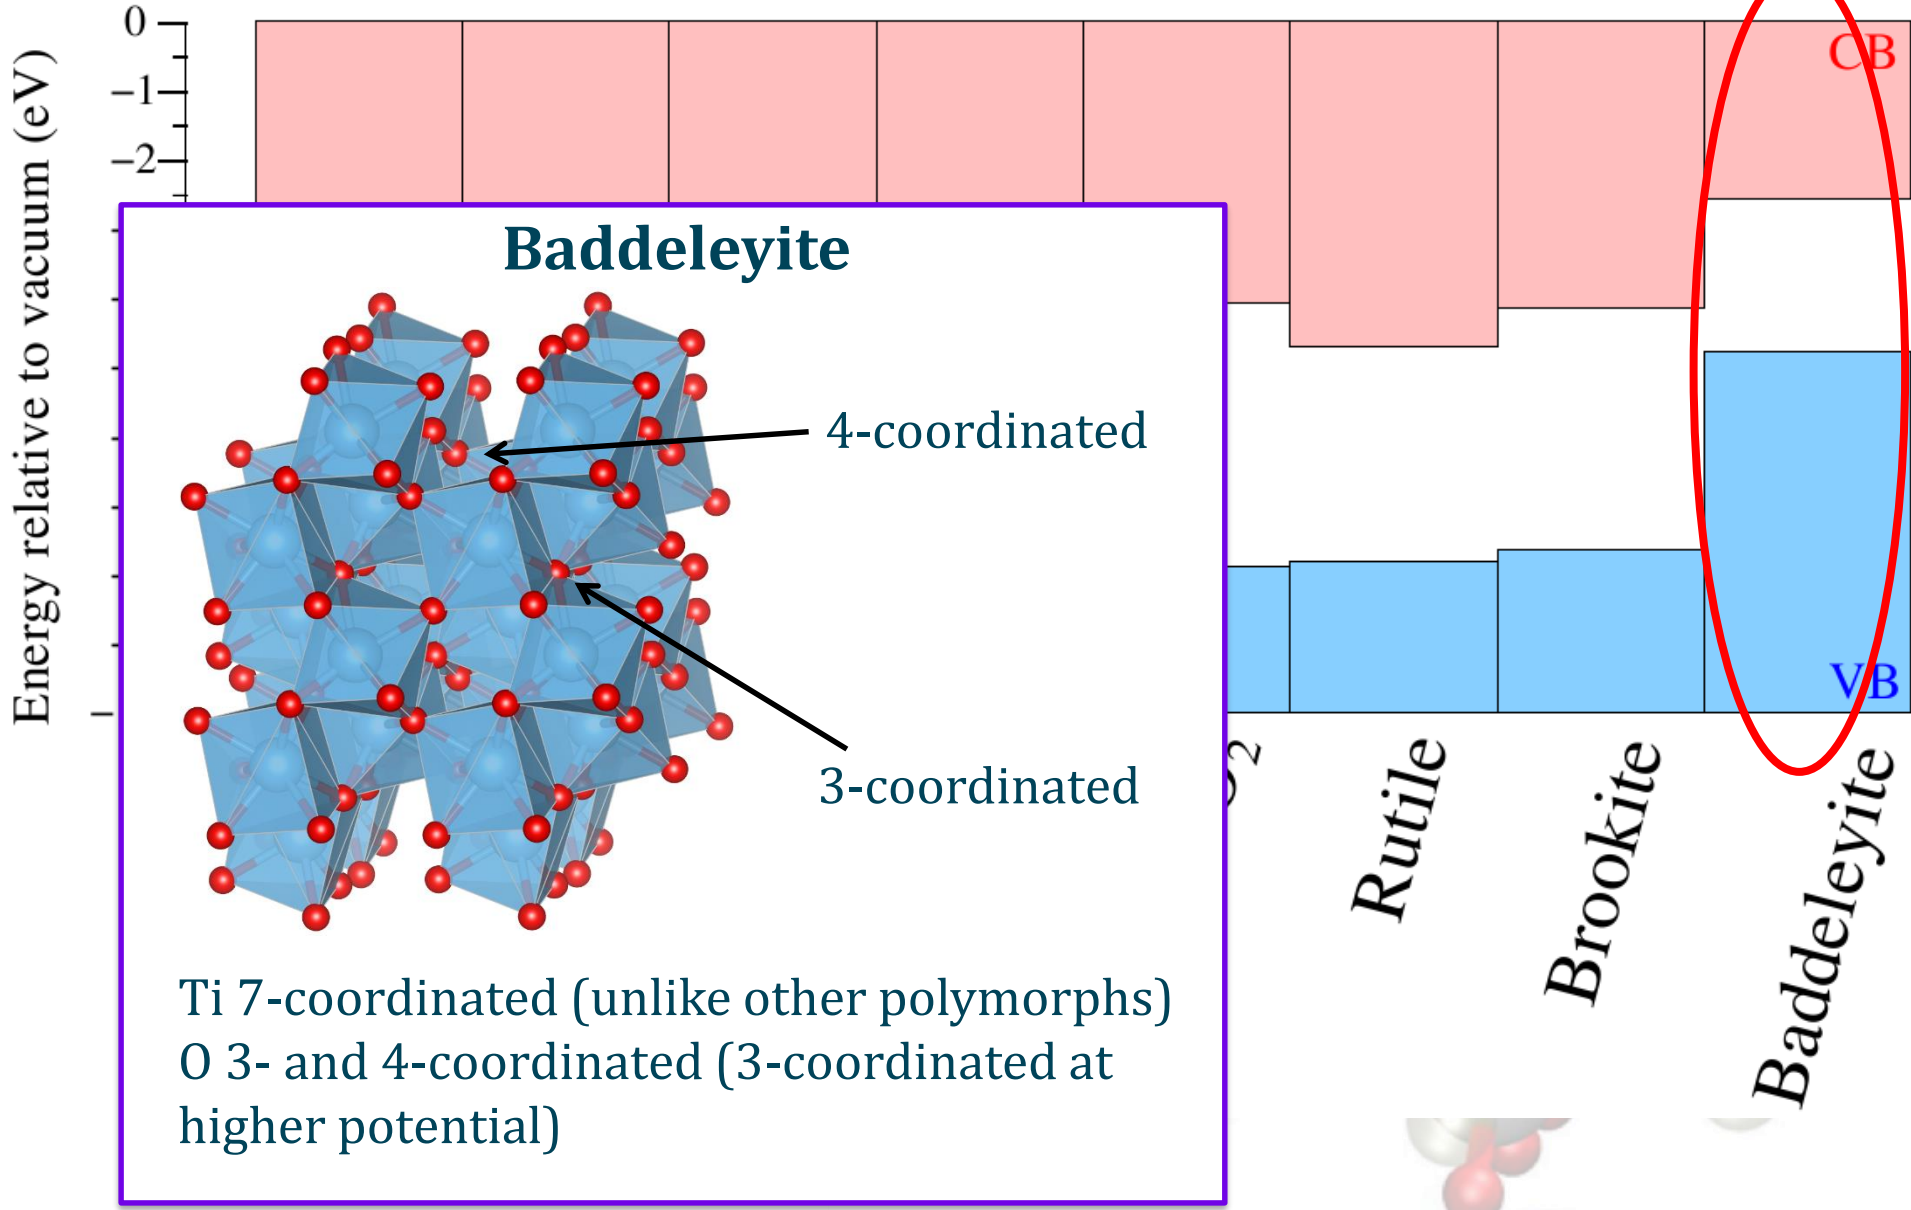 Energy relative to vacuum (eV)
0
−1
−2
CB
VB
Baddeleyite
4-coordinated
3-coordinated
Ti 7-coordinated (unlike other polymorphs)
O 3- and 4-coordinated (3-coordinated at
higher potential)
Rutile
Brookite
Baddeleyite